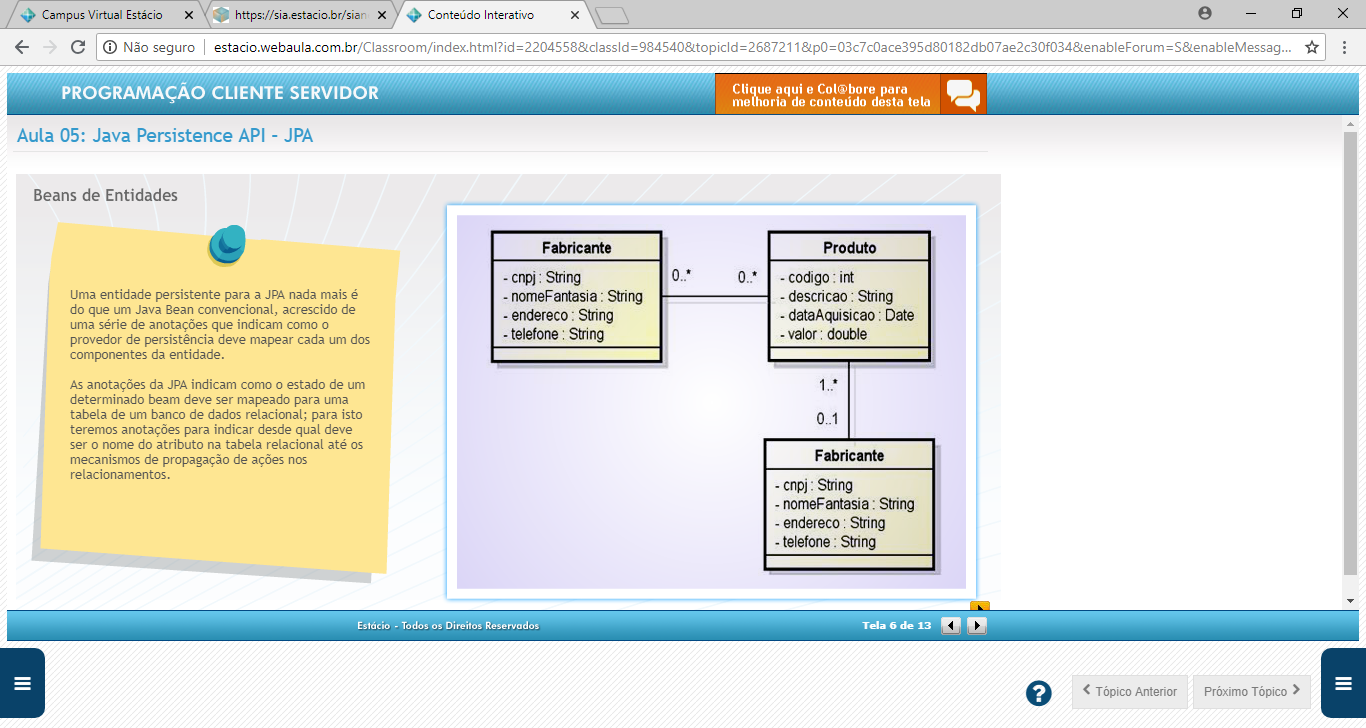 Campus Virtual Estácio
https://sia.estacio.br/sian
Conteúdo Interativo
Não seguro
estacio.webaula.com.br/Classroom/index.html?id=2204558&classId=984540&topicId=2687211&p0=03c7c0ace395d80182db07ae2c30f034&enableForum=S&enableMessag...
PROGRAMAÇÃO CLIENTE SERVIDOR
Clique aqui e Col@bore para
melhoria de conteúdo desta tela
Aula 05: Java Persistence API – JPA
Beans de Entidades
Uma entidade persistente para a JPA nada mais é
do que um Java Bean convencional, acrescido de
uma série de anotações que indicam como o
provedor de persistência deve mapear cada um dos
componentes da entidade.
As anotações da JPA indicam como o estado de um
determinado beam deve ser mapeado para uma
tabela de um banco de dados relacional; para isto
teremos anotações para indicar desde qual deve
ser o nome do atributo na tabela relacional até os
mecanismos de propagação de ações nos
relacionamentos.
Fabricante
- cnpj : String
- nomeFantasia : String
- endereco : String
- telefone : String
0..*
0..*
Produto
- codigo : int
- descricao : String
- dataAquisicao : Date
- valor : double
1..*
0..1
Fabricante
- cnpj : String
- nomeFantasia : String
- endereco : String
- telefone : String
Estácio - Todos os Direitos Reservados
Tela 6 de 13
?
Tópico Anterior
Próximo Tópico